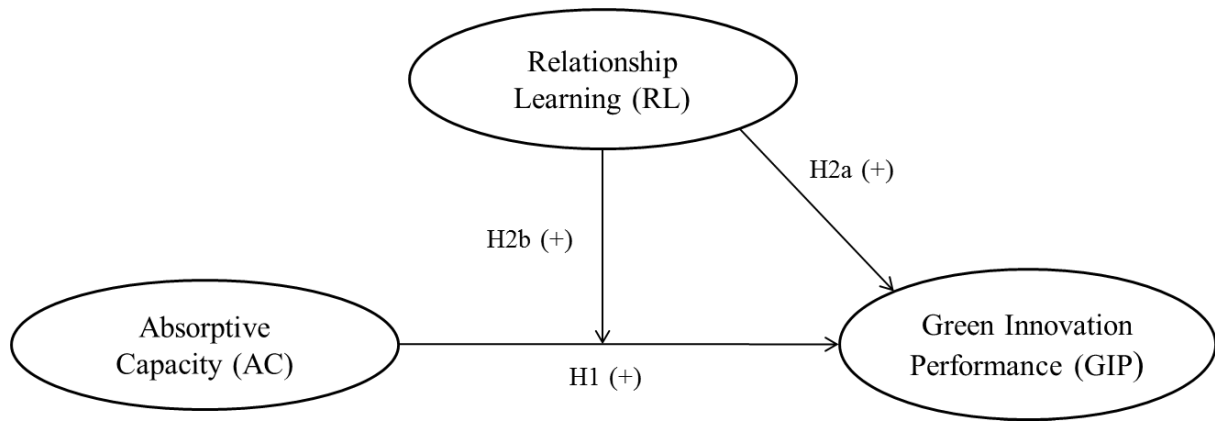 Relationship
Learning (RL)
H2a (+)
H2b (+)
Absorptive
Capacity (AC)
H1 (+)
Green Innovation
Performance (GIP)